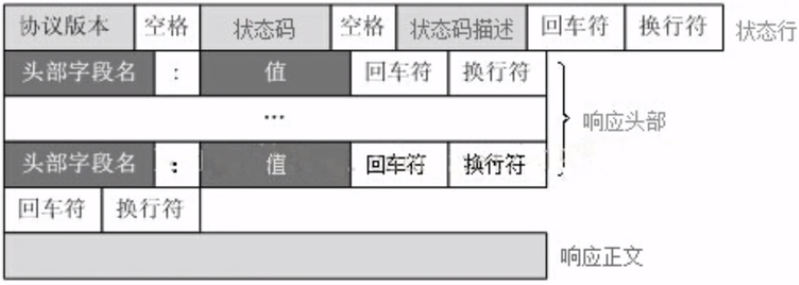 协议版本 空格 状态码 空格 状态码描述 回车符 换行符 状态行
头部字段名 : 值 回车符 换行符
...
响应头部
头部字段名 : 值 回车符 换行符
回车符 换行符
响应正文